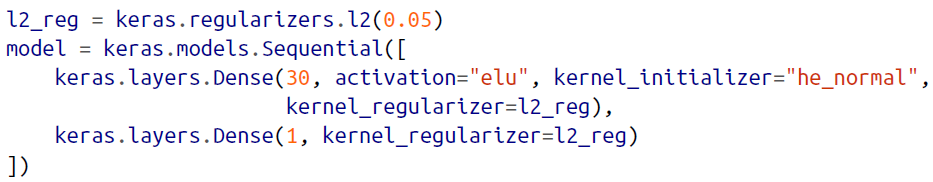 l2_reg = keras.regularizers.l2(0.05)
model = keras.models.Sequential([
    keras.layers.Dense(30, activation="elu", kernel_initializer="he_normal",
                       kernel_regularizer=l2_reg),
    keras.layers.Dense(1, kernel_regularizer=l2_reg)
])